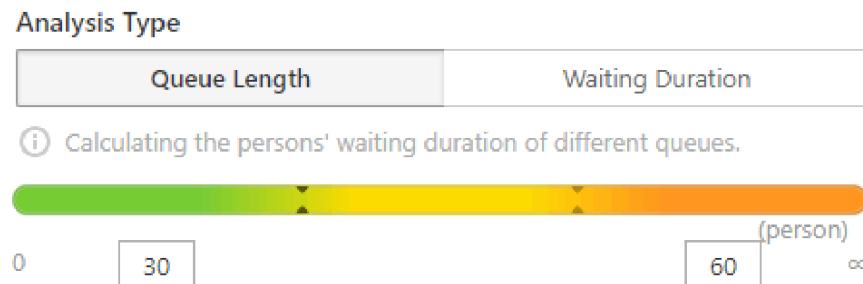 Analysis Type
Queue Length Waiting Duration
Calculating the persons' waiting duration of different queues.
(person)
0 30 60 ∞